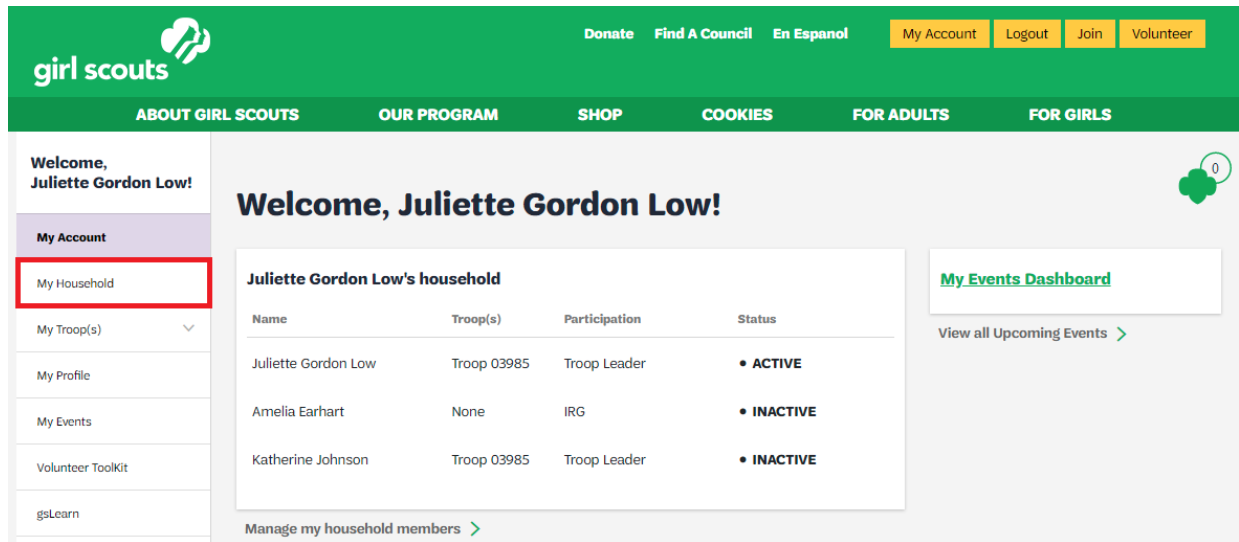 Donate Find A Council En Espanol My Account Logout Join Volunteer
girl scouts
ABOUT GIRL SCOUTS OUR PROGRAM SHOP COOKIES FOR ADULTS FOR GIRLS
Welcome,
Juliette Gordon Low!
My Account
My Household
My Troop(s)
My Profile
My Events
Volunteer ToolKit
gsLearn
0
Welcome, Juliette Gordon Low!
Juliette Gordon Low's household
Name Troop(s) Participation Status
Juliette Gordon Low Troop 03985 Troop Leader • ACTIVE
Amelia Earhart None IRG • INACTIVE
Katherine Johnson Troop 03985 Troop Leader • INACTIVE
Manage my household members
My Events Dashboard
View all Upcoming Events